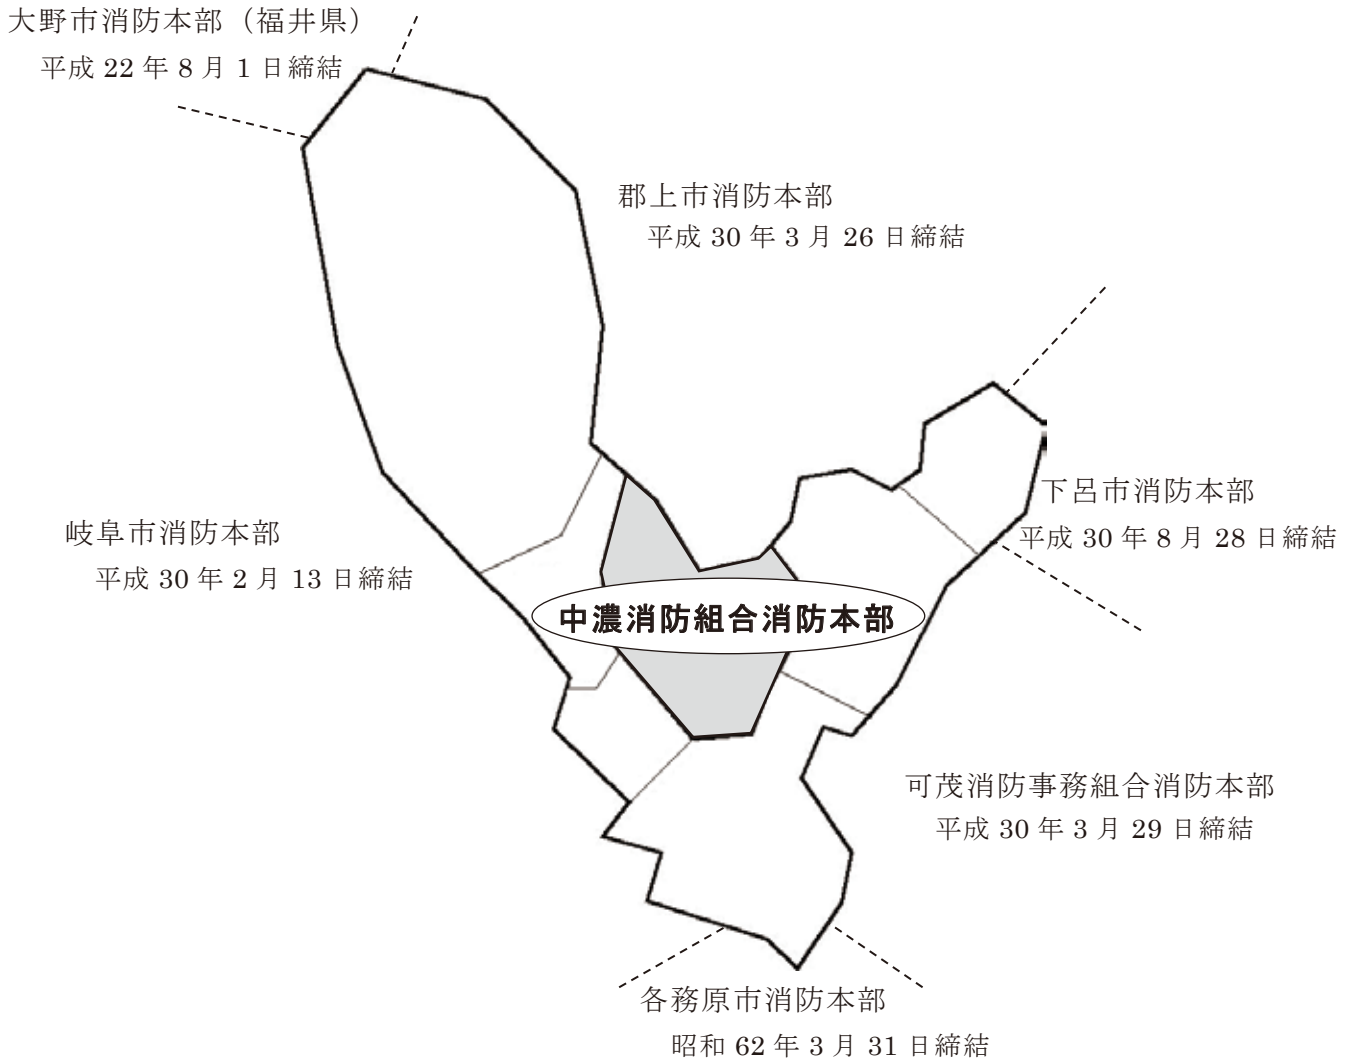 大野市消防本部（福井県）
平成 22 年 8 月 1 日締結
郡上市消防本部
平成 30 年 3 月 26 日締結
下呂市消防本部
平成 30 年 8 月 28 日締結
岐阜市消防本部
平成 30 年 2 月 13 日締結
中濃消防組合消防本部
可茂消防事務組合消防本部
平成 30 年 3 月 29 日締結
各務原市消防本部
昭和 62 年 3 月 31 日締結